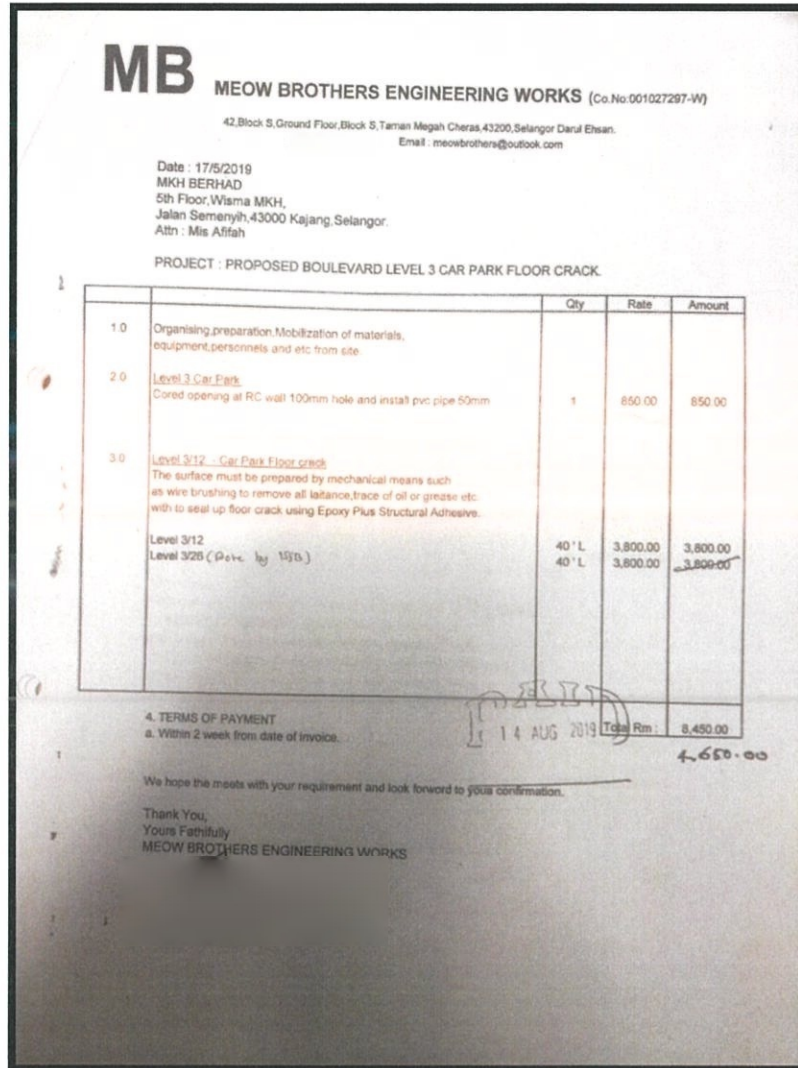 MB MEOW BROTHERS ENGINEERING WORKS (Co.No:001027297-W)
42,Block S,Ground Floor,Block S,Taman Megah Cheras,43200,Selangor Darul Ehsan.
Email : meowbrothers@outlook.com
Date : 17/5/2019
MKH BERHAD
5th Floor,Wisma MKH,
Jalan Semenyih,43000 Kajang,Selangor.
Attn : Mis Afifah
PROJECT : PROPOSED BOULEVARD LEVEL 3 CAR PARK FLOOR CRACK.
Qty Rate Amount
1.0 Organising,preparation,Mobilization of materials,
equipment,personnels and etc from site.
2.0 Level 3 Car Park
Cored opening at RC wall 100mm hole and install pvc pipe 50mm 1 850.00 850.00
3.0 Level 3/12 - Car Park Floor crack
The surface must be prepared by mechanical means such
as wire brushing to remove all laitance,trace of oil or grease etc.
with to seal up floor crack using Epoxy Plus Structural Adhesive.
Level 3/12 40 ' L 3,800.00 3,800.00
Level 3/26 ( by ) 40 ' L 3,800.00 3,800.00
4. TERMS OF PAYMENT
a. Within 2 week from date of invoice.
14 AUG 2019
Total Rm : 8,450.00
4,650.00
We hope the meets with your requirement and look forward to your confirmation.
Thank You,
Yours Fathifully
MEOW BROTHERS ENGINEERING WORKS